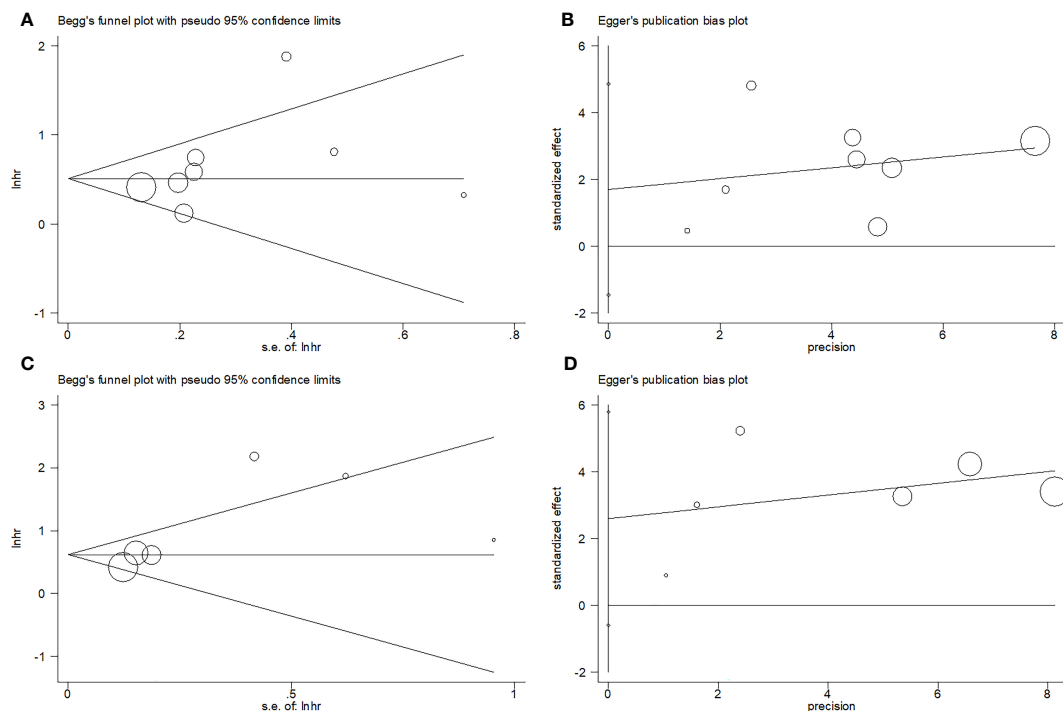 A
Begg's funnel plot with pseudo 95% confidence limits
2
1
0
-1
lnhr
0
.2
.4
.6
.8
s.e. of: lnhr
B
Egger's publication bias plot
6
4
2
0
-2
standardized effect
0
2
4
6
8
precision
C
Begg's funnel plot with pseudo 95% confidence limits
3
2
1
0
-1
lnhr
0
.5
1
s.e. of: lnhr
D
Egger's publication bias plot
6
4
2
0
-2
standardized effect
0
2
4
6
8
precision